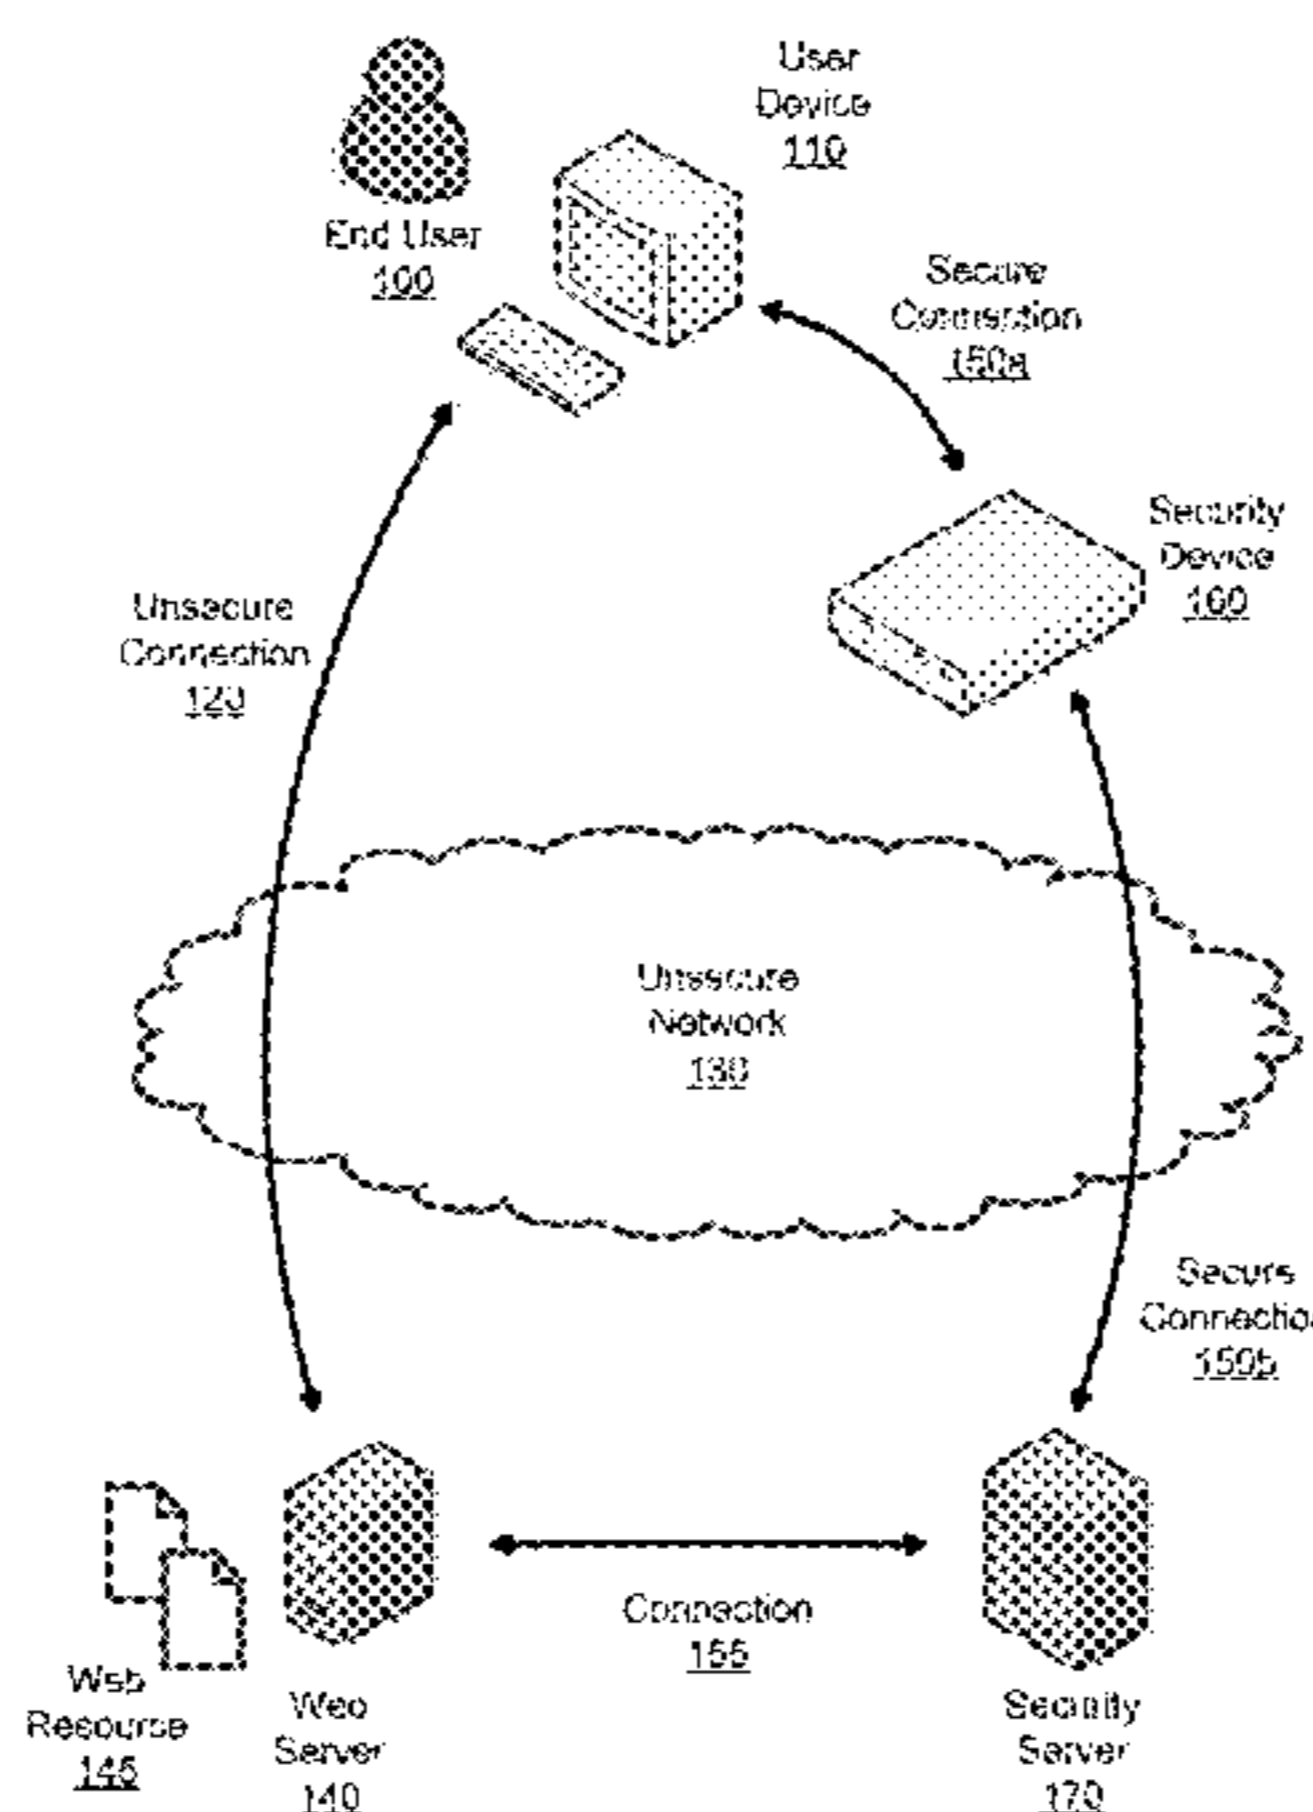 User
Device
110
End User
100
Secure
Connection
150a
Security
Device
160
Unsecure
Connection
120
Unsecure
Network
130
Secure
Connectio
150b
Connection
155
Web
Resource
145
Web
Server
140
Security
Server
170